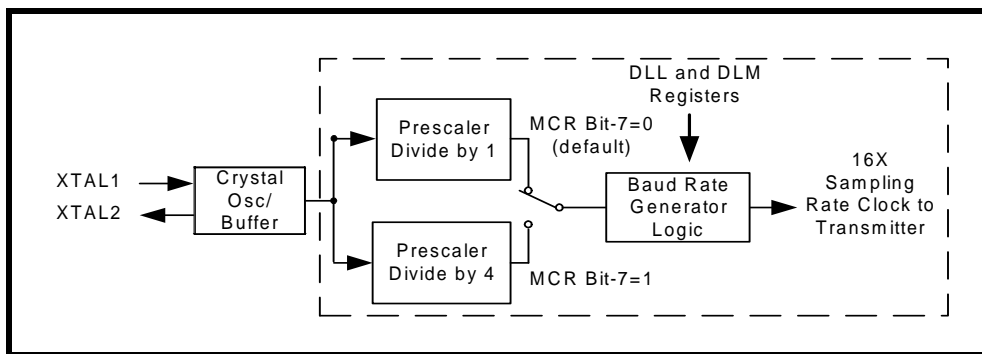 DLL and DLM
Registers
Prescaler
Divide by 1
MCR Bit-7=0
(default)
XTAL1
XTAL2
Crystal
Osc/
Buffer
Baud Rate
Generator
Logic
16X
Sampling
Rate Clock to
Transmitter
Prescaler
Divide by 4
MCR Bit-7=1